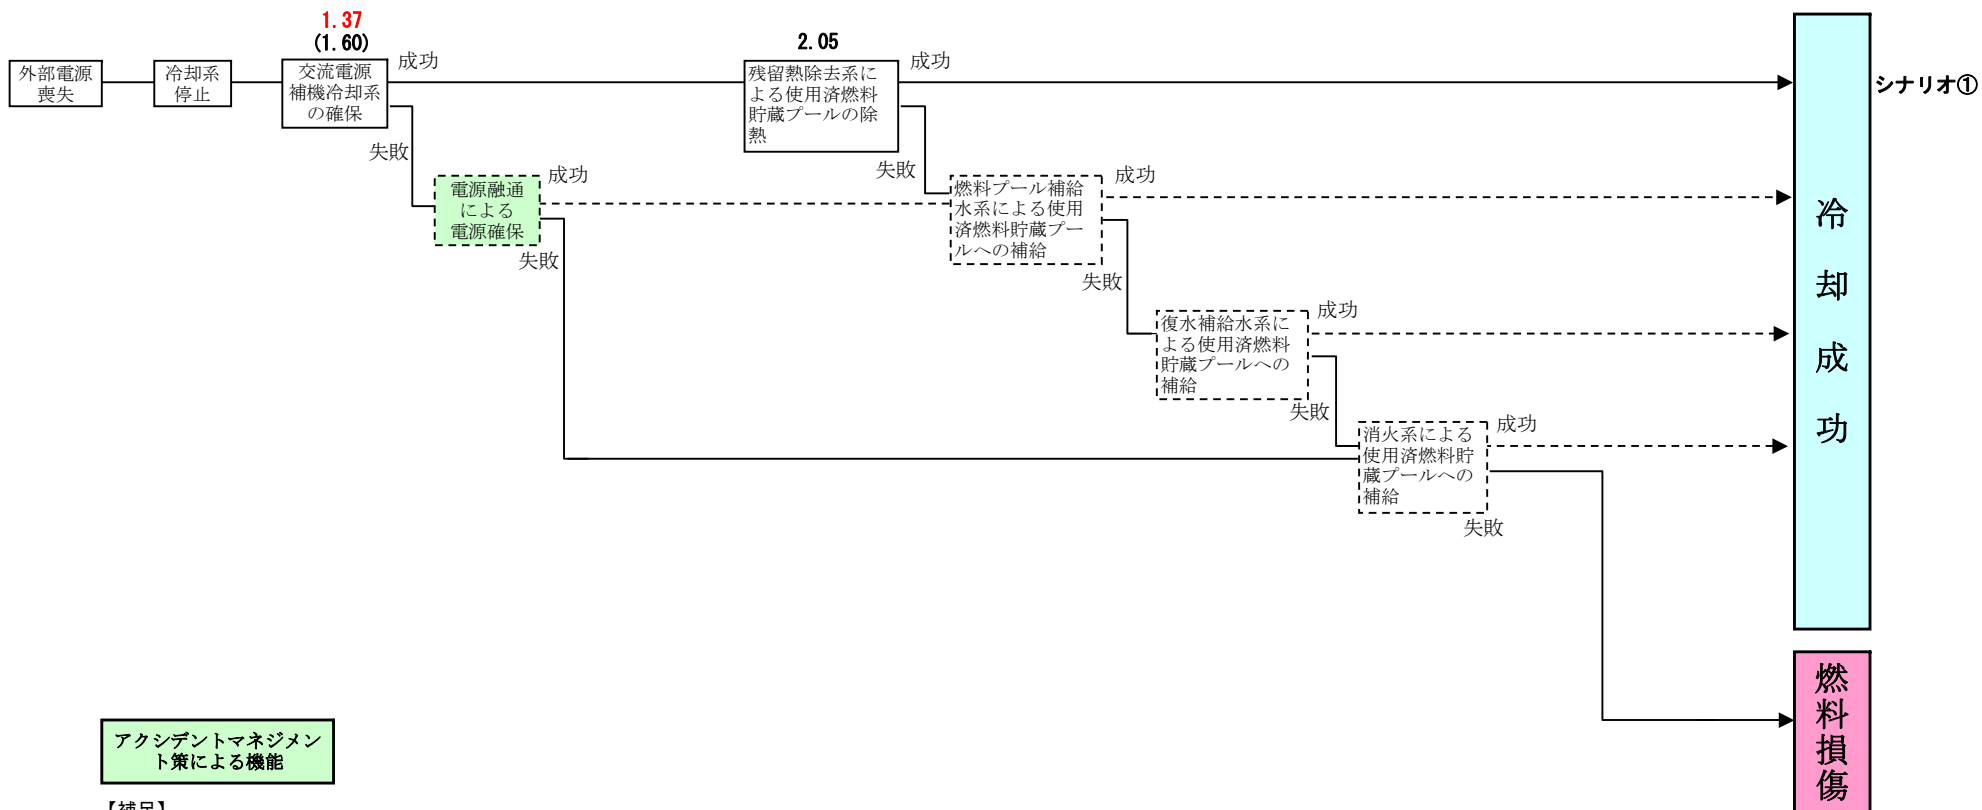 1.37
(1.60)
2.05
外部電源
喪失
冷却系
停止
交流電源
補機冷却系
の確保
成功
失敗
残留熱除去系に
よる使用済燃料
貯蔵プールの除
熱
成功
失敗
シナリオ①
電源融通
による
電源確保
成功
失敗
燃料プール補給
水系による使用
済燃料貯蔵プー
ルへの補給
成功
失敗
復水補給水系に
よる使用済燃料
貯蔵プールへの
補給
成功
失敗
消火系による
使用済燃料貯
蔵プールへの
補給
成功
失敗
冷
却
成
功
燃
料
損
傷
アクシデントマネジメン
ト策による機能
【補足】